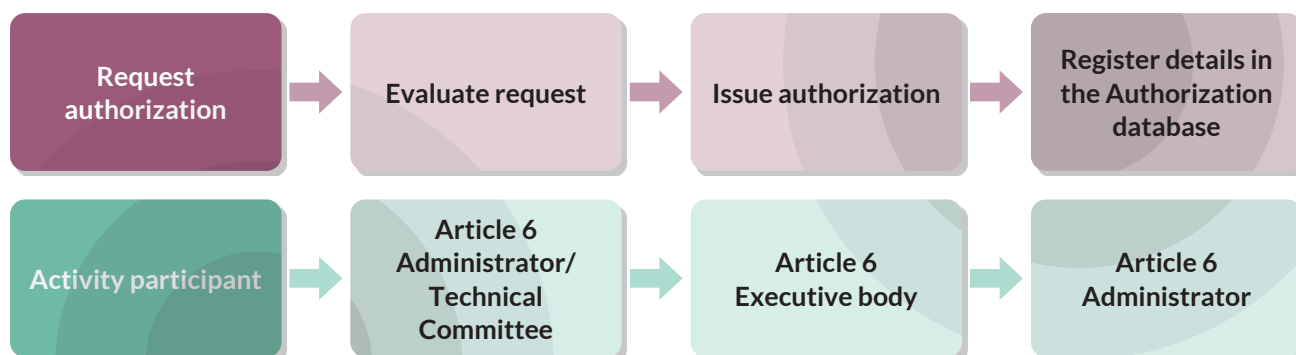 Request
authorization
Evaluate request
Issue authorization
Register details in
the Authorization
database
Activity participant
Article 6
Administrator/
Technical
Committee
Article 6
Executive body
Article 6
Administrator